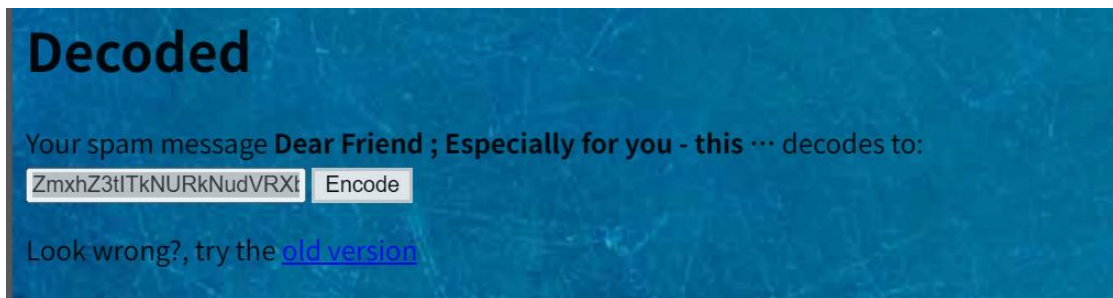 Decoded
Your spam message Dear Friend ; Especially for you - this ··· decodes to:
Encode
Look wrong?, try the old version